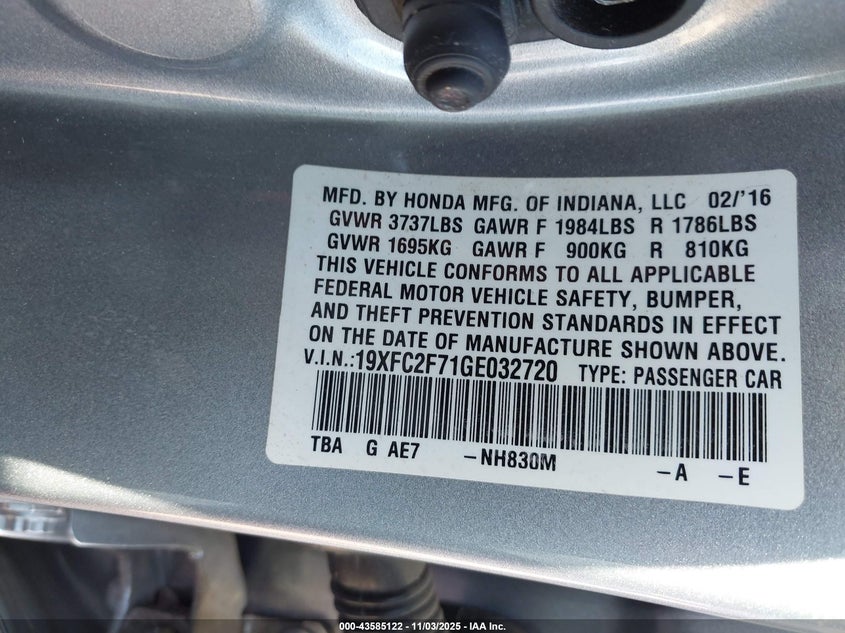 MFD. BY HONDA MFG. OF INDIANA, LLC 02/'16
GVWR 3737LBS GAWR F 1984LBS R 1786LBS
GVWR 1695KG GAWR F 900KG R 810KG
THIS VEHICLE CONFORMS TO ALL APPLICABLE
FEDERAL MOTOR VEHICLE SAFETY, BUMPER,
AND THEFT PREVENTION STANDARDS IN EFFECT
ON THE DATE OF MANUFACTURE SHOWN ABOVE.
V.I.N.:19XFC2F71GE032720 TYPE: PASSENGER CAR
TBA G AE7 -NH830M -A -E
000-43585122 - 11/03/2025 - IAA Inc.